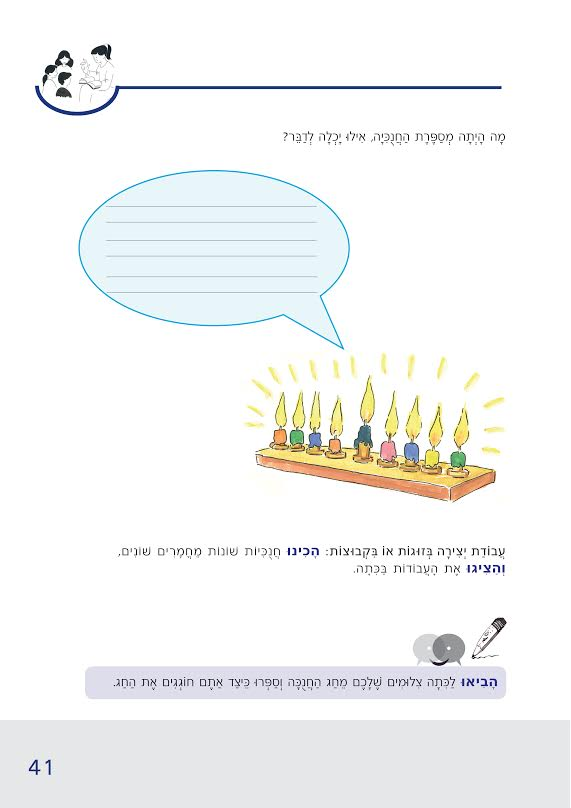 מָה הָיְתָה מְסַפֶּרֶת הַחֲנֻכִּיָּה, אִילּוּ יָכְלָה לְדַבֵּר?
עֲבוֹדַת יְצִירָה בְּזוּגוֹת אוֹ בִּקְבוּצוֹת: הָכִינוּ חֲנֻכִּיּוֹת שׁוֹנוֹת מֵחֳמָרִים שׁוֹנִים,
וְהַצִּיגוּ אֶת הָעֲבוֹדוֹת בַּכִּתָּה.
הָבִיאוּ לַכִּתָּה צִלּוּמִים שֶׁלָּכֶם מֵחַג הַחֲנֻכָּה וְסַפְּרוּ כֵּיצַד אַתֶּם חוֹגְגִים אֶת הַחַג.
41